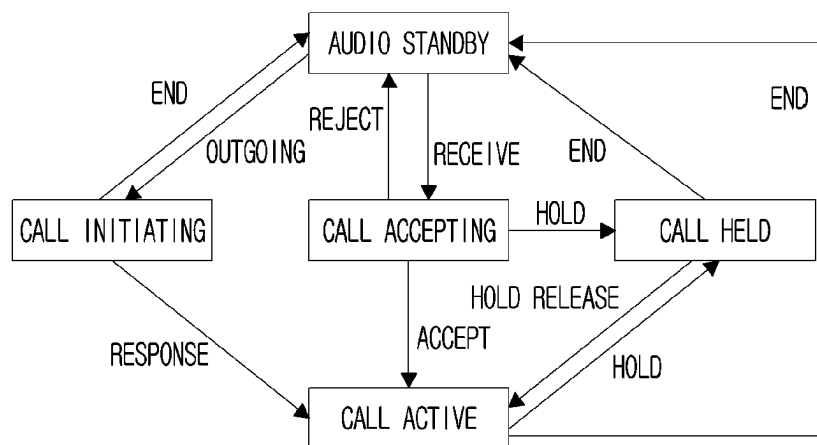 AUDIO STANDBY
END
END
REJECT
OUTGOING
RECEIVE
END
CALL INITIATING
CALL ACCEPTING
HOLD
CALL HELD
HOLD RELEASE
RESPONSE
ACCEPT
HOLD
CALL ACTIVE